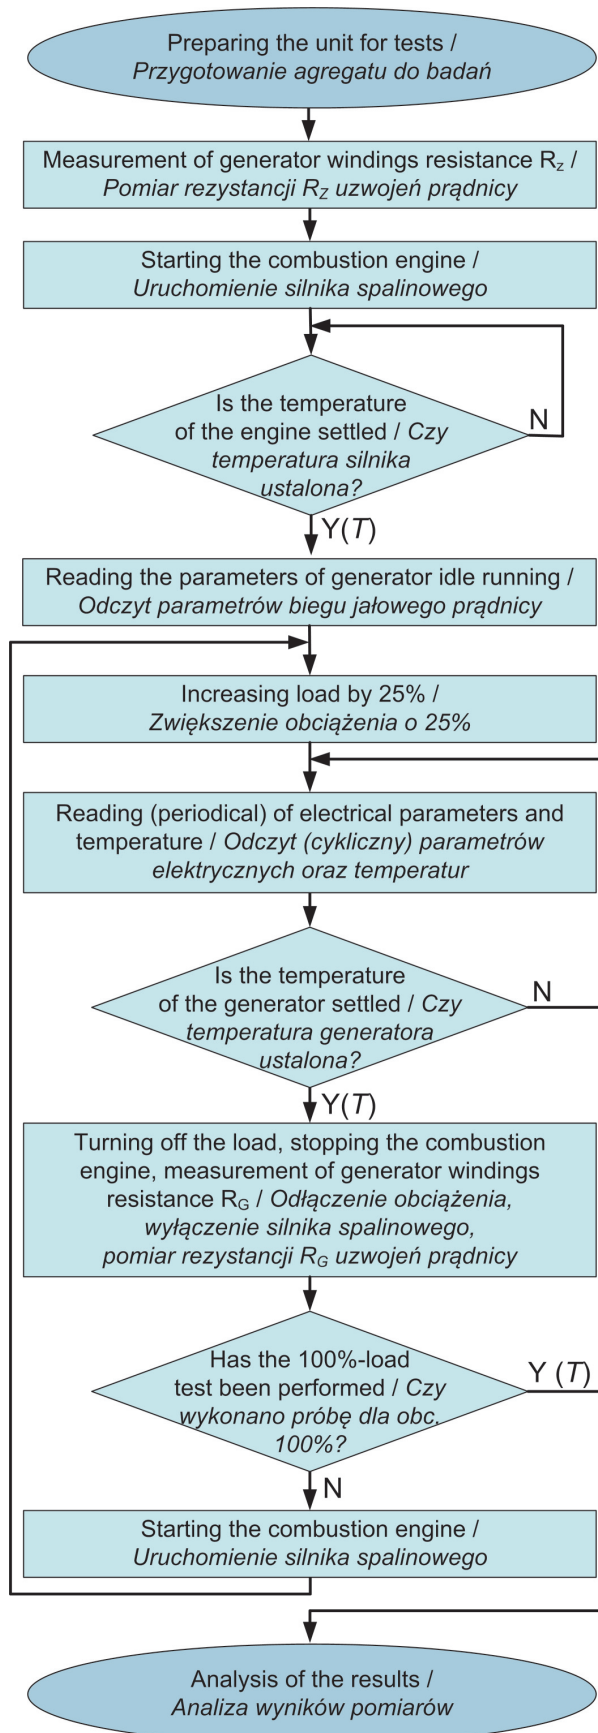 Preparing the unit for tests /
Przygotowanie agregatu do badań
Measurement of generator windings resistance Rz /
Pomiar rezystancji RZ uzwojeń prądnicy
Starting the combustion engine /
Uruchomienie silnika spalinowego
Is the temperature
of the engine settled / Czy
temperatura silnika
ustalona?
N
Y(T)
Reading the parameters of generator idle running /
Odczyt parametrów biegu jałowego prądnicy
Increasing load by 25% /
Zwiększenie obciążenia o 25%
Reading (periodical) of electrical parameters and
temperature / Odczyt (cykliczny) parametrów
elektrycznych oraz temperatur
Is the temperature
of the generator settled / Czy
temperatura generatora
ustalona?
N
Y(T)
Turning off the load, stopping the combustion
engine, measurement of generator windings
resistance RG / Odłączenie obciążenia,
wyłączenie silnika spalinowego,
pomiar rezystancji RG uzwojeń prądnicy
Has the 100%-load
test been performed / Czy
wykonano próbę dla obc.
100%?
Y (T)
N
Starting the combustion engine /
Uruchomienie silnika spalinowego
Analysis of the results /
Analiza wyników pomiarów